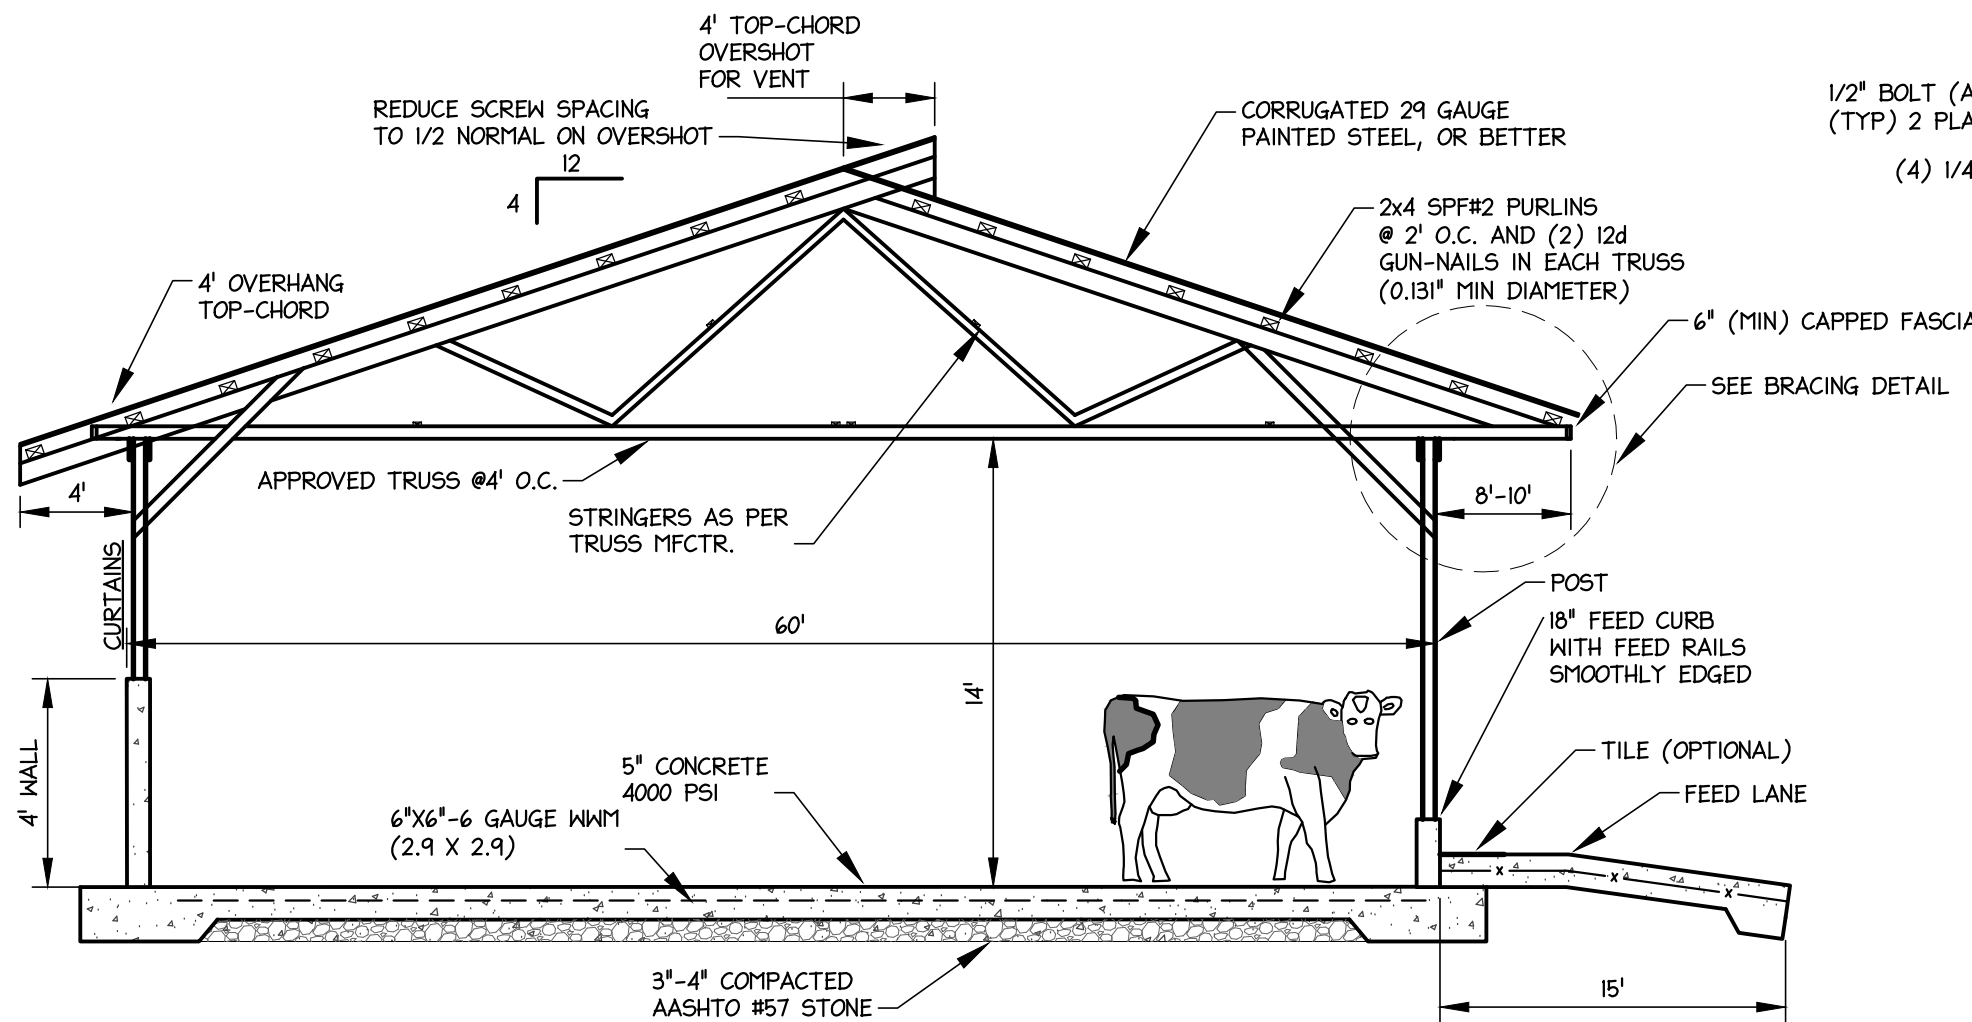 4' TOP-CHORD
OVERSHOT
FOR VENT
REDUCE SCREW SPACING
TO 1/2 NORMAL ON OVERSHOT
12
4
CORRUGATED 29 GAUGE
PAINTED STEEL, OR BETTER
1/2" BOLT (A
(TYP) 2 PLA
(4) 1/4
2x4 SPF#2 PURLINS
@ 2' O.C. AND (2) 12d
GUN-NAILS IN EACH TRUSS
(0.131" MIN DIAMETER)
4' OVERHANG
TOP-CHORD
6" (MIN) CAPPED FASCIA
SEE BRACING DETAIL
APPROVED TRUSS @4' O.C.
4'
8'-10'
STRINGERS AS PER
TRUSS MFCTR.
CURTAINS
POST
60'
18" FEED CURB
WITH FEED RAILS
SMOOTHLY EDGED
14'
4' WALL
5" CONCRETE
4000 PSI
TILE (OPTIONAL)
FEED LANE
6"X6"-6 GAUGE WWM
(2.9 X 2.9)
x x x
3"-4" COMPACTED
AASHTO #57 STONE
15'